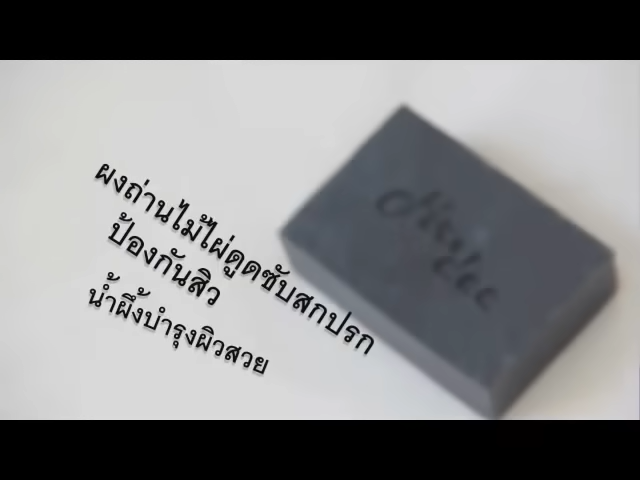 ผงถ่านไม้ไผ่ดูดซับสกปรก
ป้องกันสิว
น้ำผึ้งบำรุงผิวสวย